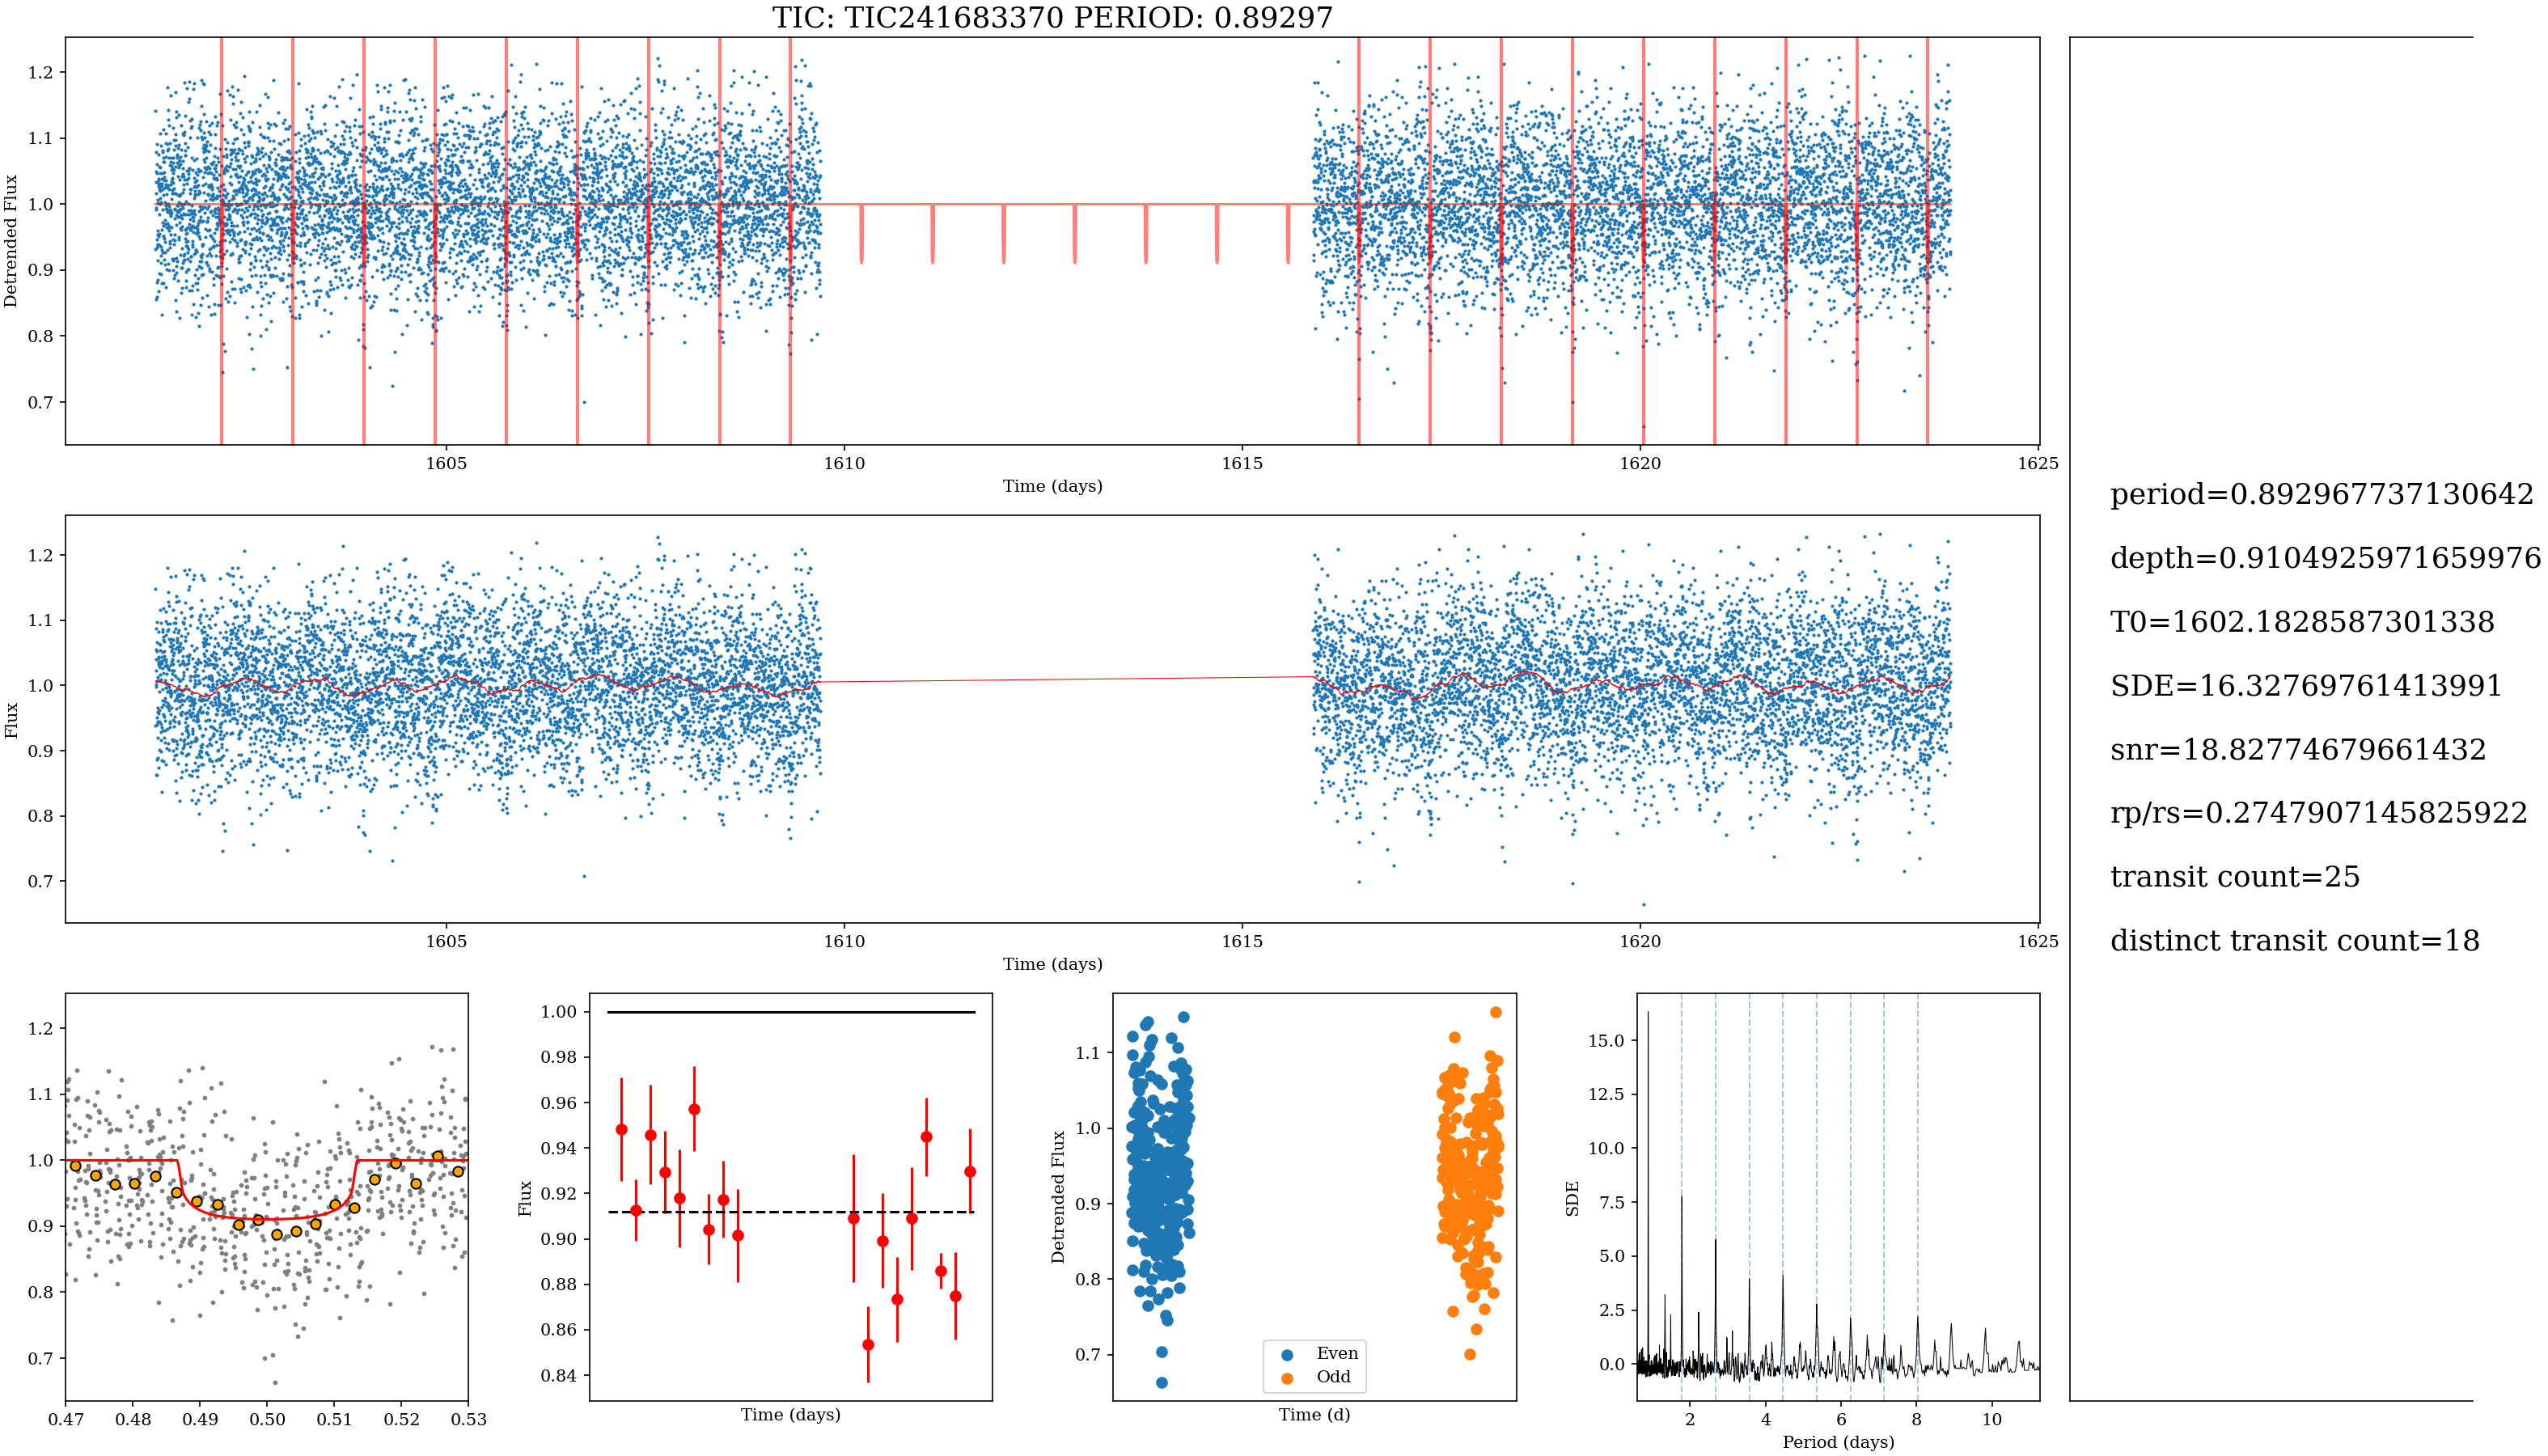 TIC: TIC241683370 PERIOD: 0.89297
1.2
1.1
1.0
0.9
0.8
0.7
Detrended Flux
1605
1610
1615
1620
1625
Time (days)
1.2
1.1
1.0
0.9
0.8
0.7
Flux
1605
1610
1615
1620
1625
Time (days)
period=0.892967737130642
depth=0.9104925971659976
T0=1602.1828587301338
SDE=16.32769761413991
snr=18.82774679661432
rp/rs=0.2747907145825922
transit count=25
distinct transit count=18
1.2
1.1
1.0
0.9
0.8
0.7
0.47
0.48
0.49
0.50
0.51
0.52
0.53
1.00
0.98
0.96
0.94
0.92
0.90
0.88
0.86
0.84
Flux
Time (days)
1.1
1.0
0.9
0.8
0.7
Detrended Flux
Even
Odd
Time (d)
15.0
12.5
10.0
7.5
5.0
2.5
0.0
SDE
2
4
6
8
10
Period (days)